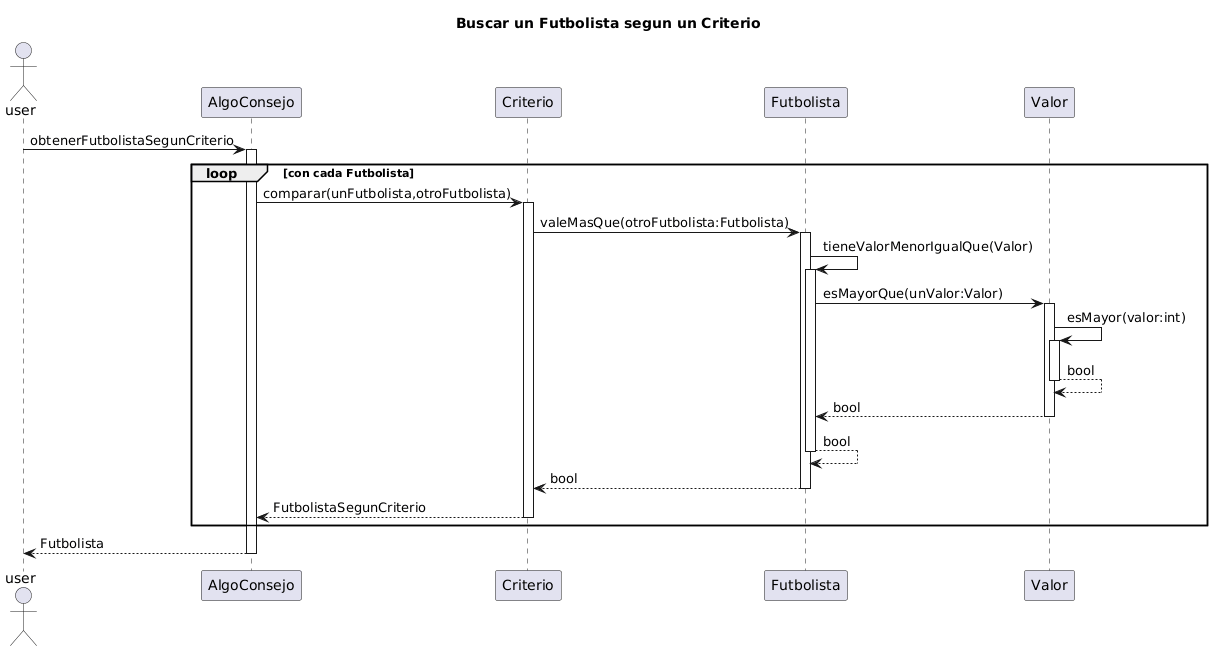 Buscar un Futbolista segun un Criterio
user
AlgoConsejo
Criterio
Futbolista
Valor
obtenerFutbolistaSegunCriterio
loop
[con cada Futbolista]
comparar(unFutbolista,otroFutbolista)
valeMasQue(otroFutbolista:Futbolista)
tieneValorMenorIgualQue(Valor)
esMayorQue(unValor:Valor)
esMayor(valor:int)
bool
bool
bool
bool
FutbolistaSegunCriterio
Futbolista
user
AlgoConsejo
Criterio
Futbolista
Valor